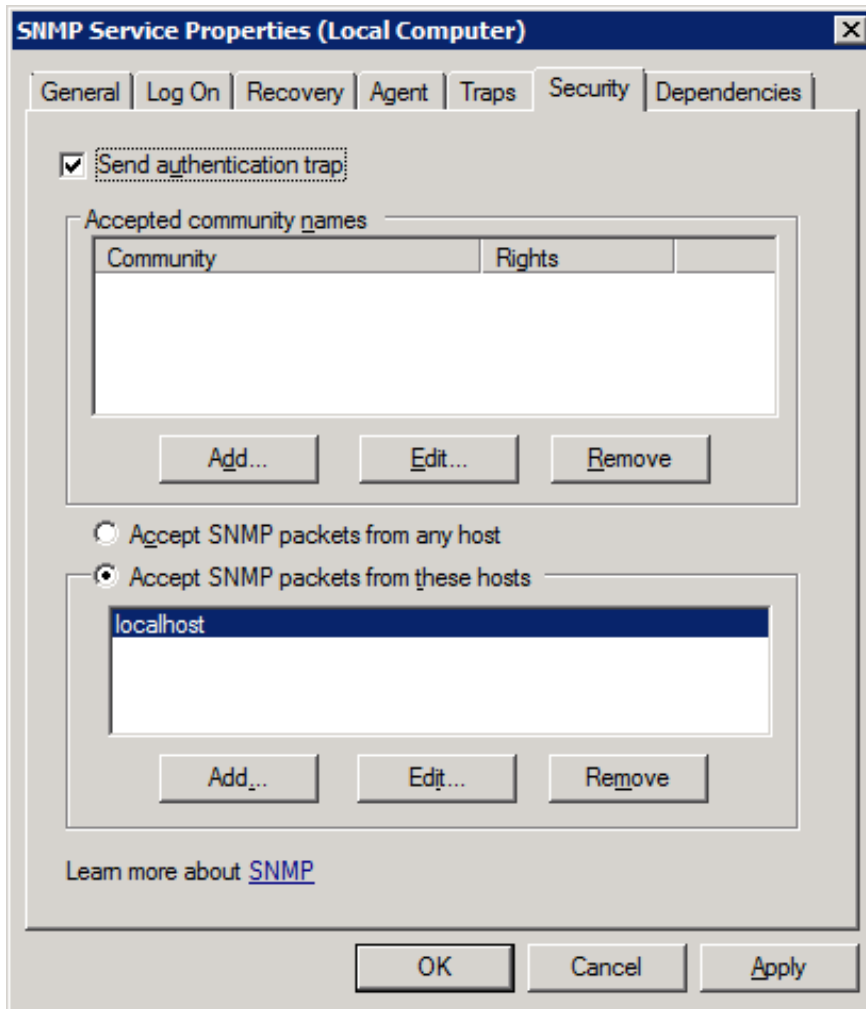 SNMP Service Properties (Local Computer)
General Log On Recovery Agent Traps Security Dependencies
Send authentication trap
Accepted community names
Community Rights
Add... Edit... Remove
Accept SNMP packets from any host
Accept SNMP packets from these hosts
localhost
Add... Edit... Remove
Learn more about SNMP
OK Cancel Apply